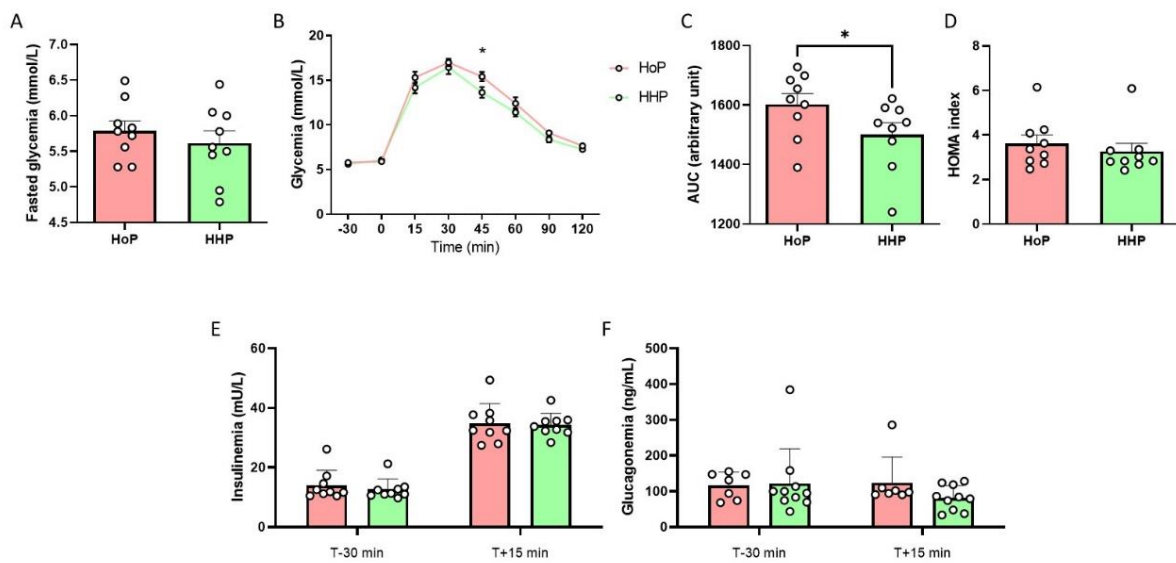 A
Fasted glycemia (mmol/L)
7.0
6.5
6.0
5.5
5.0
4.5
HoP
HHP
B
Glycemia (mmol/L)
20
15
10
5
0
*
-30 0 15 30 45 60 90 120
Time (min)
HoP
HHP
C
AUC (arbitrary unit)
1800
1600
1400
1200
*
HoP
HHP
D
HOMA index
8
6
4
2
0
HoP
HHP
E
Insulinemia (mU/L)
60
40
20
0
T-30 min
T+15 min
F
Glucagonemia (ng/mL)
500
400
300
200
100
0
T-30 min
T+15 min